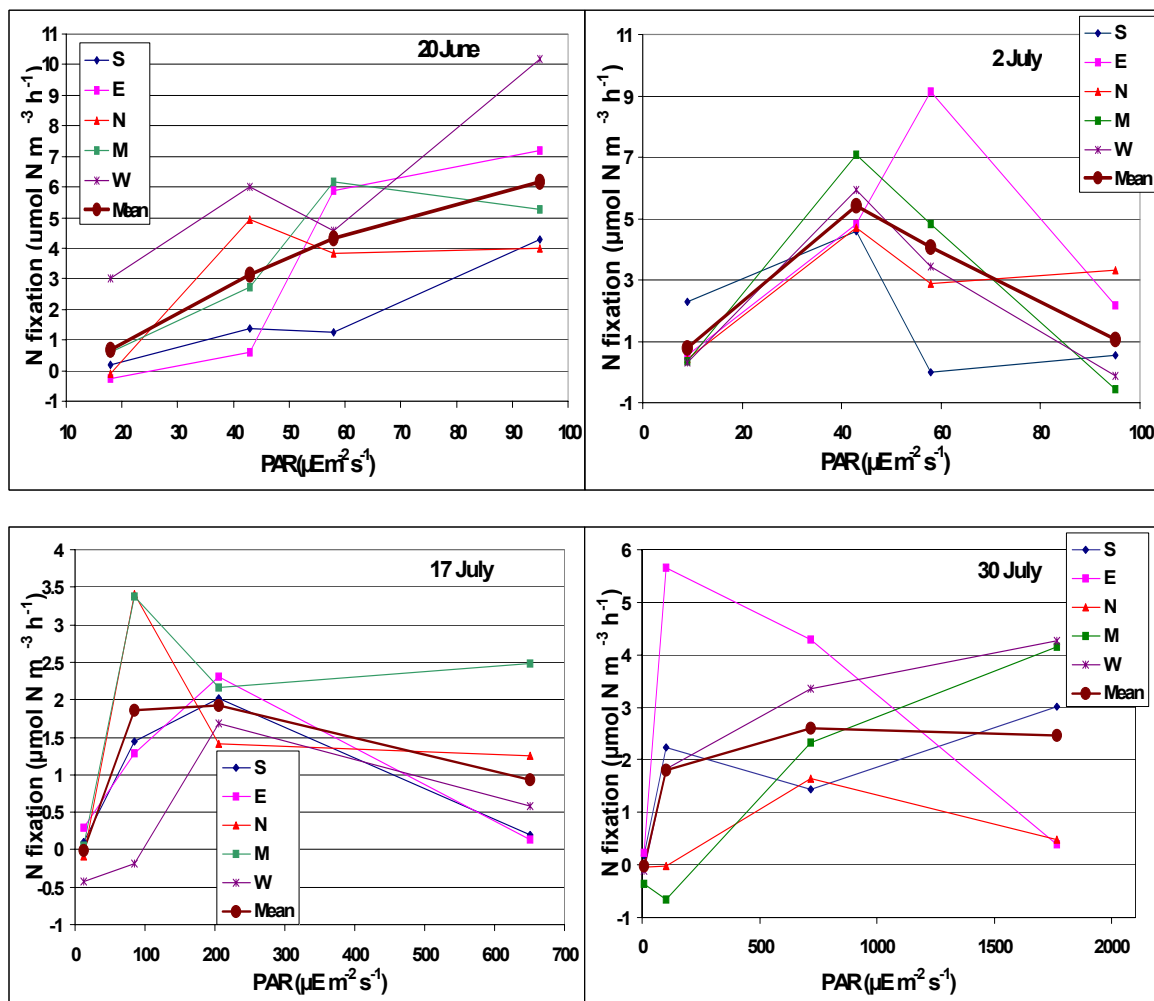 20 June
N fixation (µmol N m⁻³ h⁻¹)
11
10
9
8
7
6
5
4
3
2
1
0
-1
S
E
N
M
W
Mean
10 20 30 40 50 60 70 80 90 100
PAR(µE m⁻² s⁻¹)
2 July
N fixation (µmol N m⁻³ h⁻¹)
11
9
7
5
3
1
-1
S
E
N
M
W
Mean
0 20 40 60 80 100
PAR(µE m⁻² s⁻¹)
17 July
N fixation (µmol N m⁻³ h⁻¹)
4
3.5
3
2.5
2
1.5
1
0.5
0
-0.5
-1
S
E
N
M
W
Mean
0 100 200 300 400 500 600 700
PAR (µE m⁻² s⁻¹)
30 July
N fixation (µmol N m⁻³ h⁻¹)
6
5
4
3
2
1
0
-1
S
E
N
M
W
Mean
0 500 1000 1500 2000
PAR (µE m⁻² s⁻¹)